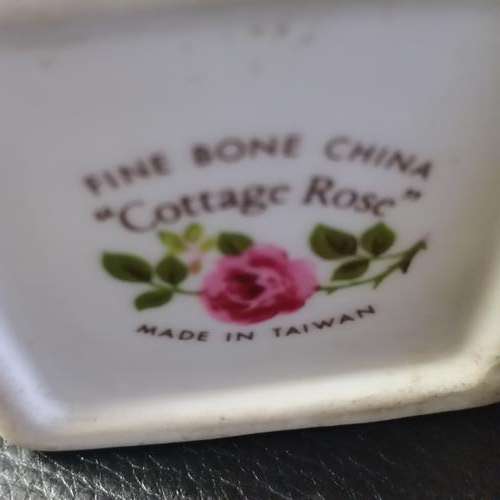 FINE BONE CHINA
"Cottage Rose"
MADE IN TAIWAN